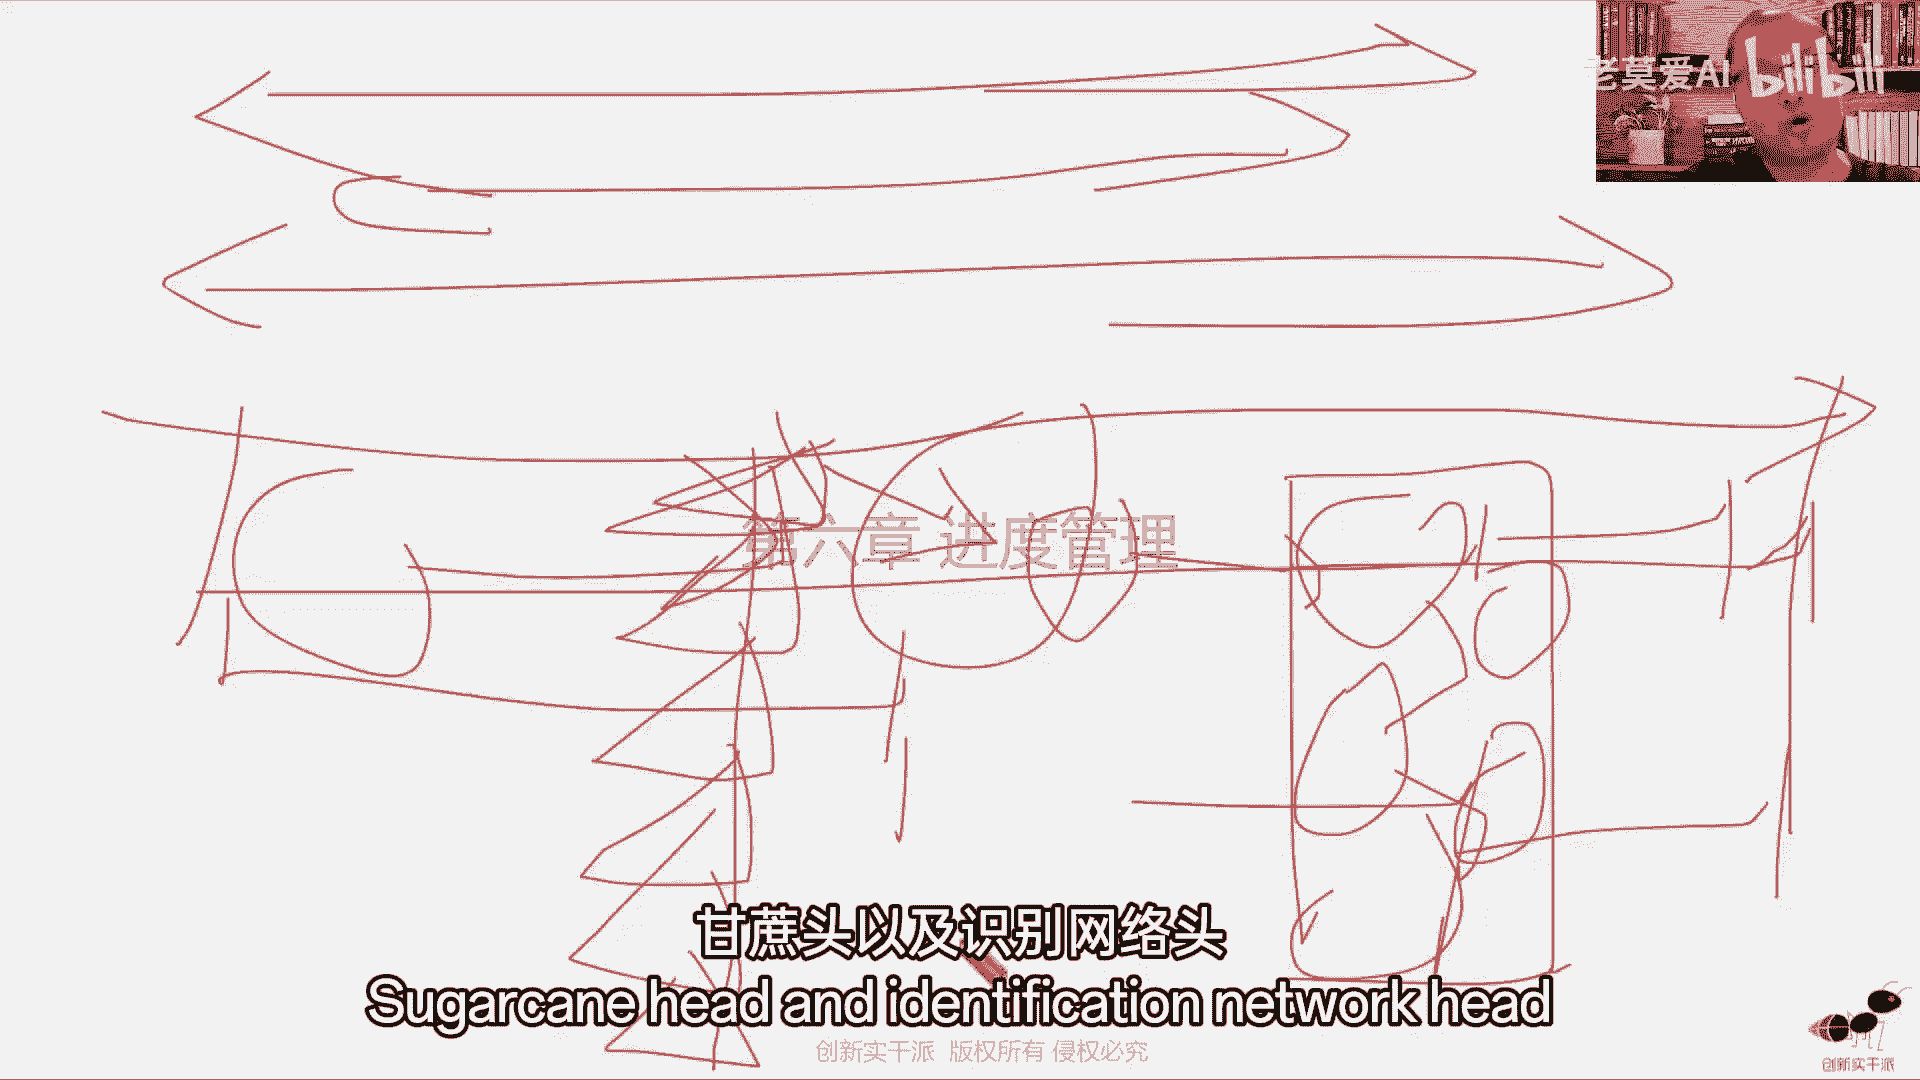 老莫爱AI bilibili
第六章 进度管理
甘蔗头以及识别网络头
Sugarcane head and identification network head
创新实干派 版权所有 侵权必究
创新实干派